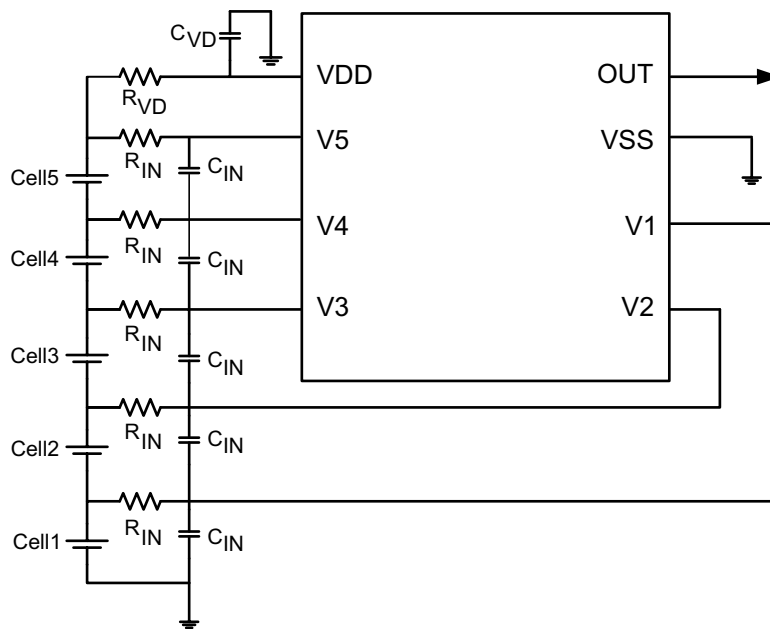 CVD
VDD
OUT
RVD
V5
VSS
RIN
CIN
Cell5
V4
V1
RIN
CIN
Cell4
V3
V2
RIN
CIN
Cell3
RIN
CIN
Cell2
RIN
CIN
Cell1